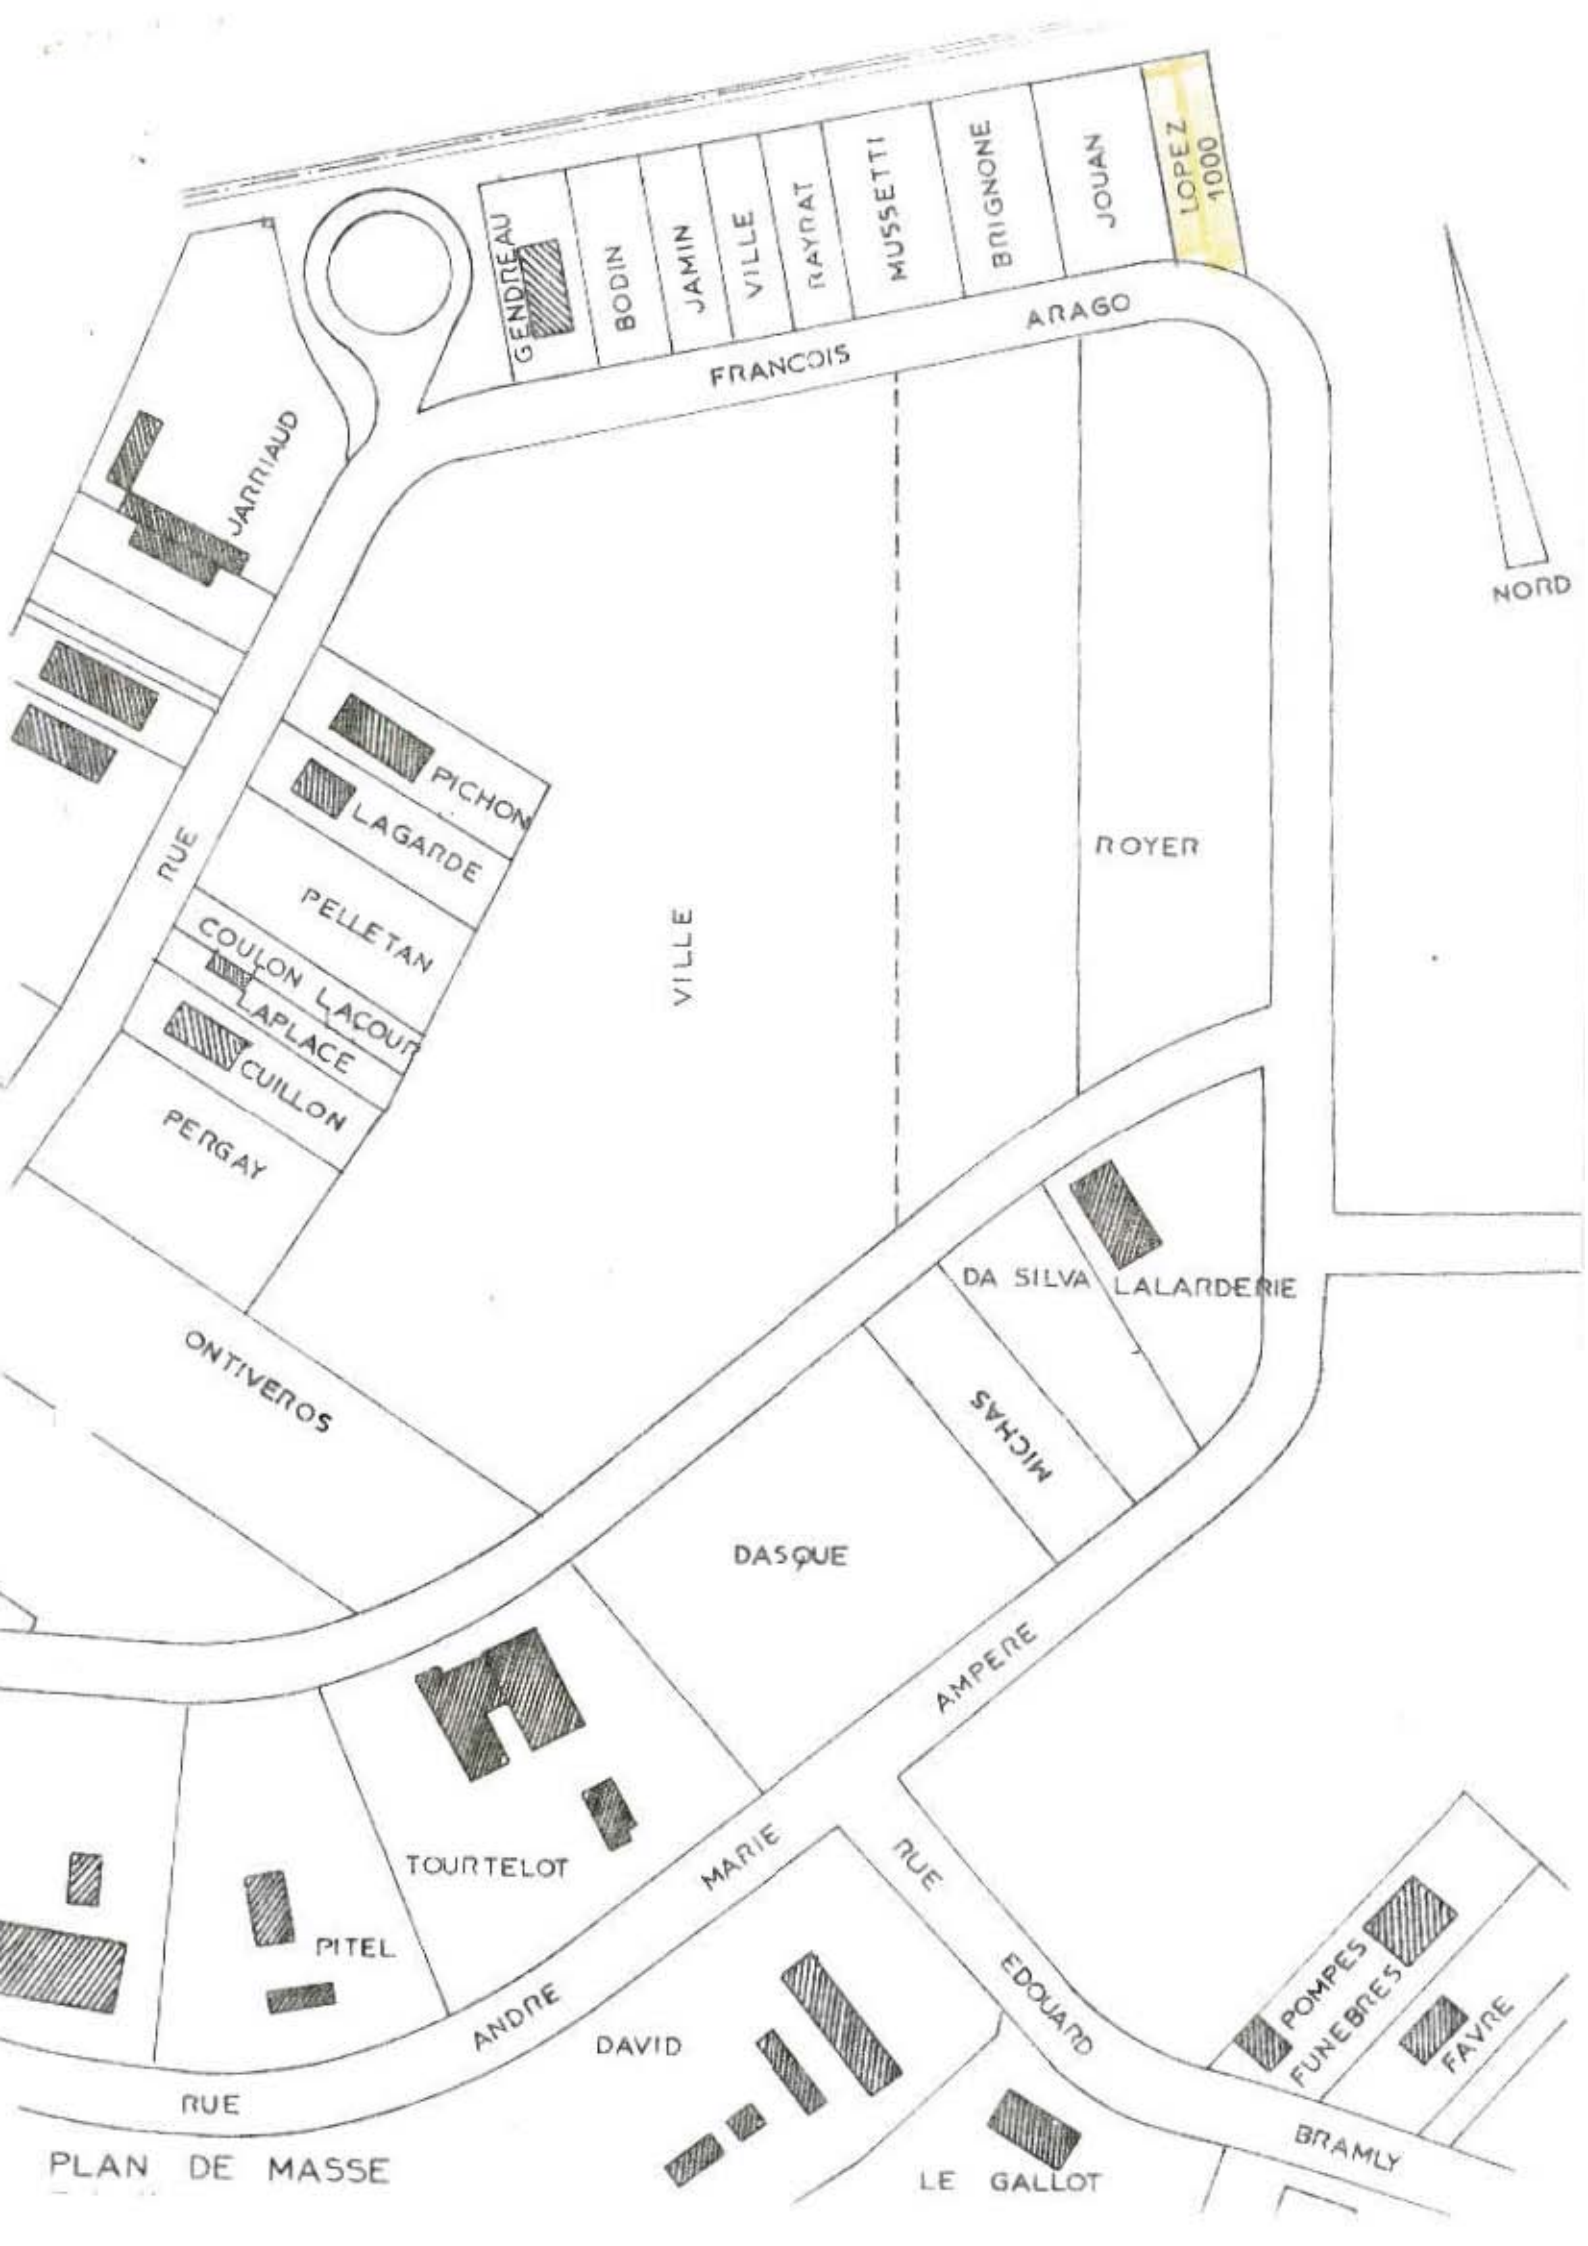 LOPEZ
1000
JOUAN
BRIGNONE
MUSSETTI
RAYRAT
VILLE
JAMIN
BODIN
GENDREAU
FRANCOIS ARAGO
NORD
JARRIAUD
RUE
PICHON
LAGARDE
PELLETAN
COULON LACOUR
LAPLACE
CUILLON
PERGAY
VILLE
ROYER
ONTIVEROS
DA SILVA
LALARDERIE
MICHAS
DASQUE
TOURTELOT
PITEL
RUE ANDRE MARIE AMPERE
RUE EDOUARD BRAMLY
DAVID
LE GALLOT
POMPES
FUNEBRES
FAVRE
PLAN DE MASSE